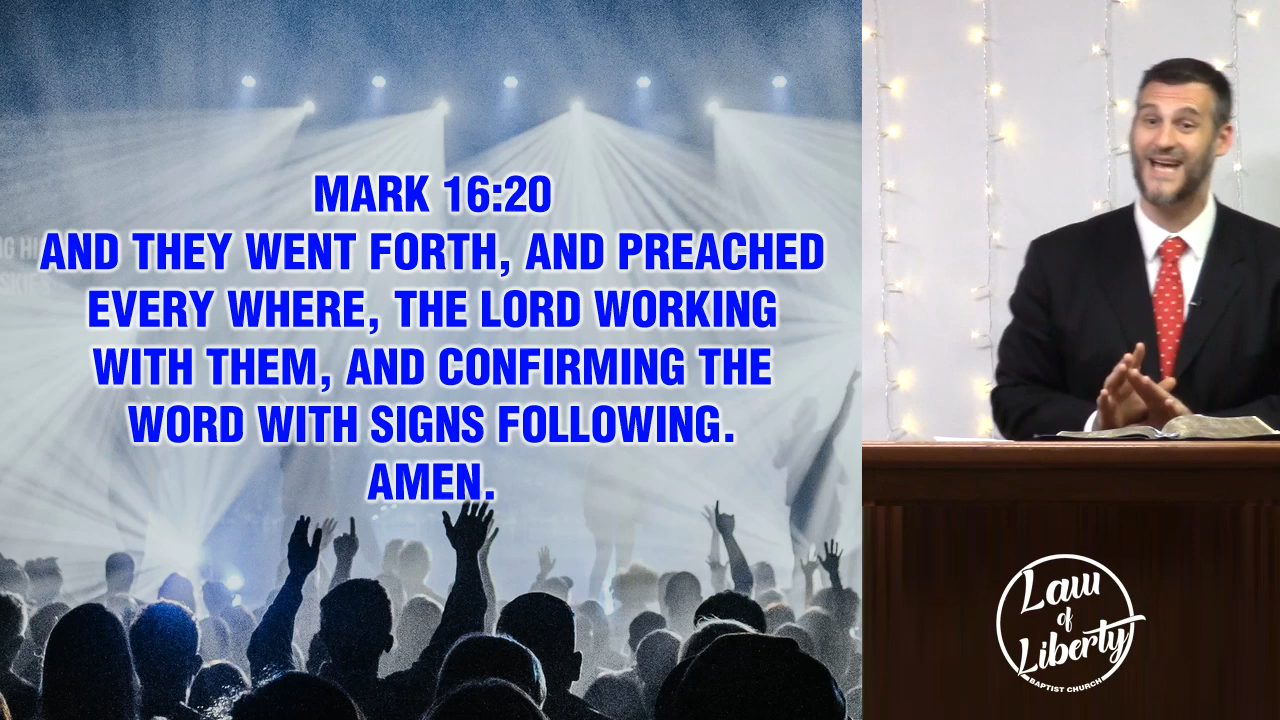 MARK 16:20
AND THEY WENT FORTH, AND PREACHED
EVERY WHERE, THE LORD WORKING
WITH THEM, AND CONFIRMING THE
WORD WITH SIGNS FOLLOWING.
AMEN.
Law
of
Liberty
BAPTIST CHURCH